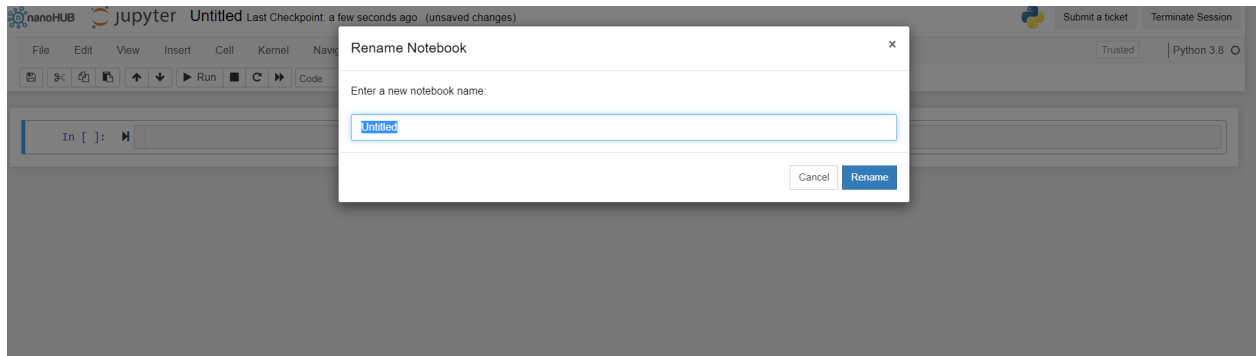 nanoHUB jupyter Untitled Last Checkpoint: a few seconds ago (unsaved changes) Submit a ticket Terminate Session
File Edit View Insert Cell Kernel Navig Trusted Python 3.8
Run Code
Rename Notebook ×
Enter a new notebook name:
Untitled
In [ ]:
Cancel Rename